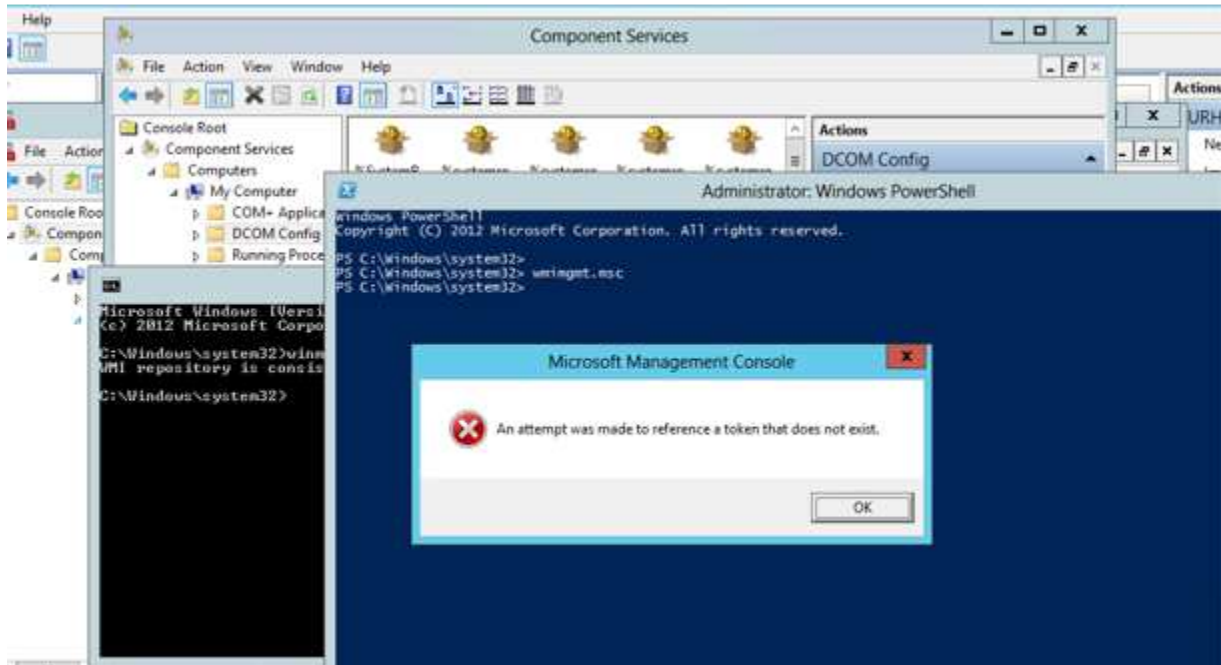 Help
Component Services
File Action View Window Help
Actions
Console Root
Component Services
Computers
My Computer
COM+ Applica
DCOM Config
Running Proce
Actions
DCOM Config
URH
Ne
File Action
Console Roo
Compon
Com
Administrator: Windows PowerShell
Windows PowerShell
Copyright (C) 2012 Microsoft Corporation. All rights reserved.
PS C:\Windows\system32>
PS C:\Windows\system32> wmimgmt.msc
PS C:\Windows\system32>
Microsoft Windows [Versi
(c) 2012 Microsoft Corpo
C:\Windows\system32>winm
WMI repository is consis
C:\Windows\system32>
Microsoft Management Console
An attempt was made to reference a token that does not exist.
OK